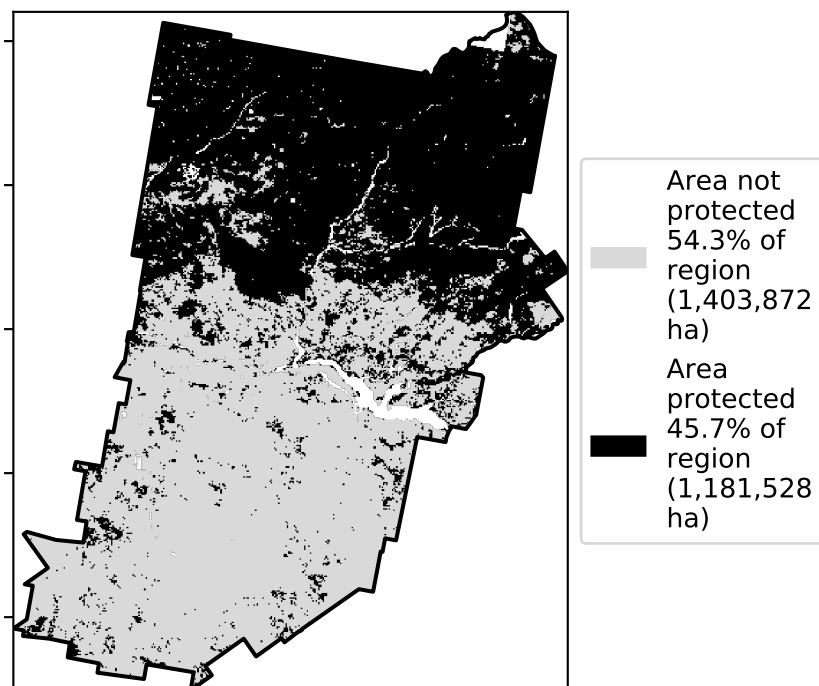 Area not
protected
54.3% of
region
(1,403,872
ha)
Area
protected
45.7% of
region
(1,181,528
ha)